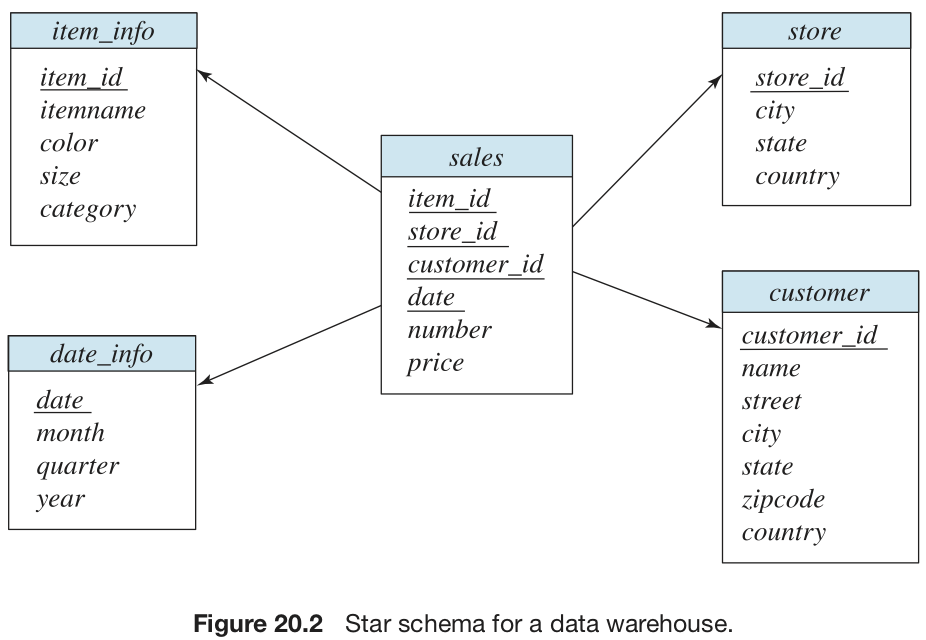 item_info
item_id
itemname
color
size
category
store
store_id
city
state
country
sales
item_id
store_id
customer_id
date
number
price
date_info
date
month
quarter
year
customer
customer_id
name
street
city
state
zipcode
country
Figure 20.2 Star schema for a data warehouse.